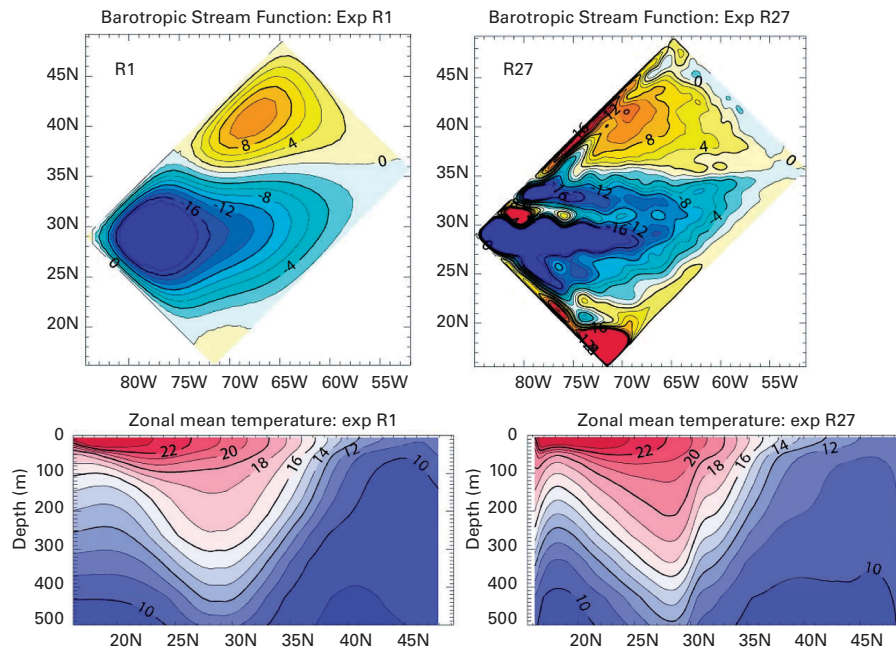 Barotropic Stream Function: Exp R1
Barotropic Stream Function: Exp R27
R1
45N
40N
35N
30N
25N
20N
8
4
0
-16
-12
-8
-4
0
80W 75W 70W 65W 60W 55W
R27
45N
40N
35N
30N
25N
20N
0
16
12
8
4
0
-12
-8
-16
-12
-4
16
80W 75W 70W 65W 60W 55W
Zonal mean temperature: exp R1
Zonal mean temperature: exp R27
Depth (m)
0
100
200
300
400
500
22
20
18
16
14
12
10
10
20N 25N 30N 35N 40N 45N
Depth (m)
0
100
200
300
400
500
22
20
18
16
14
12
10
10
20N 25N 30N 35N 40N 45N